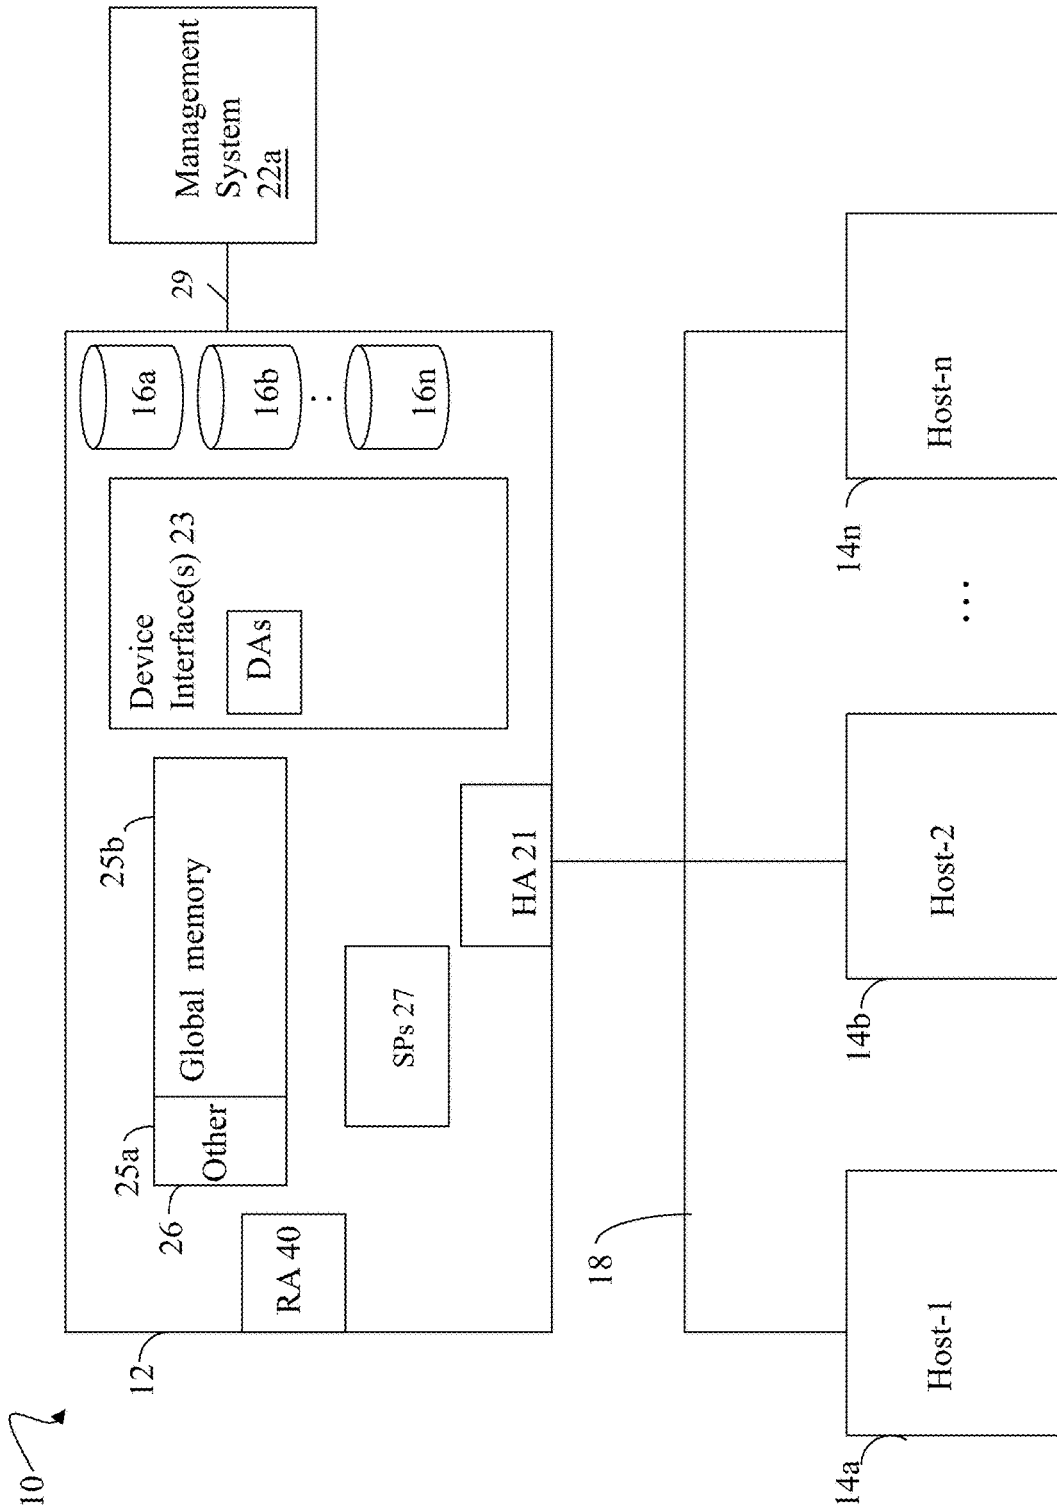 10
12
RA 40
26
25a
Other
Global memory
25b
SPs 27
HA 21
Device
Interface(s) 23
DAs
16a
16b
..
16n
29
Management
System
22a
18
14a
Host-1
14b
Host-2
...
14n
Host-n